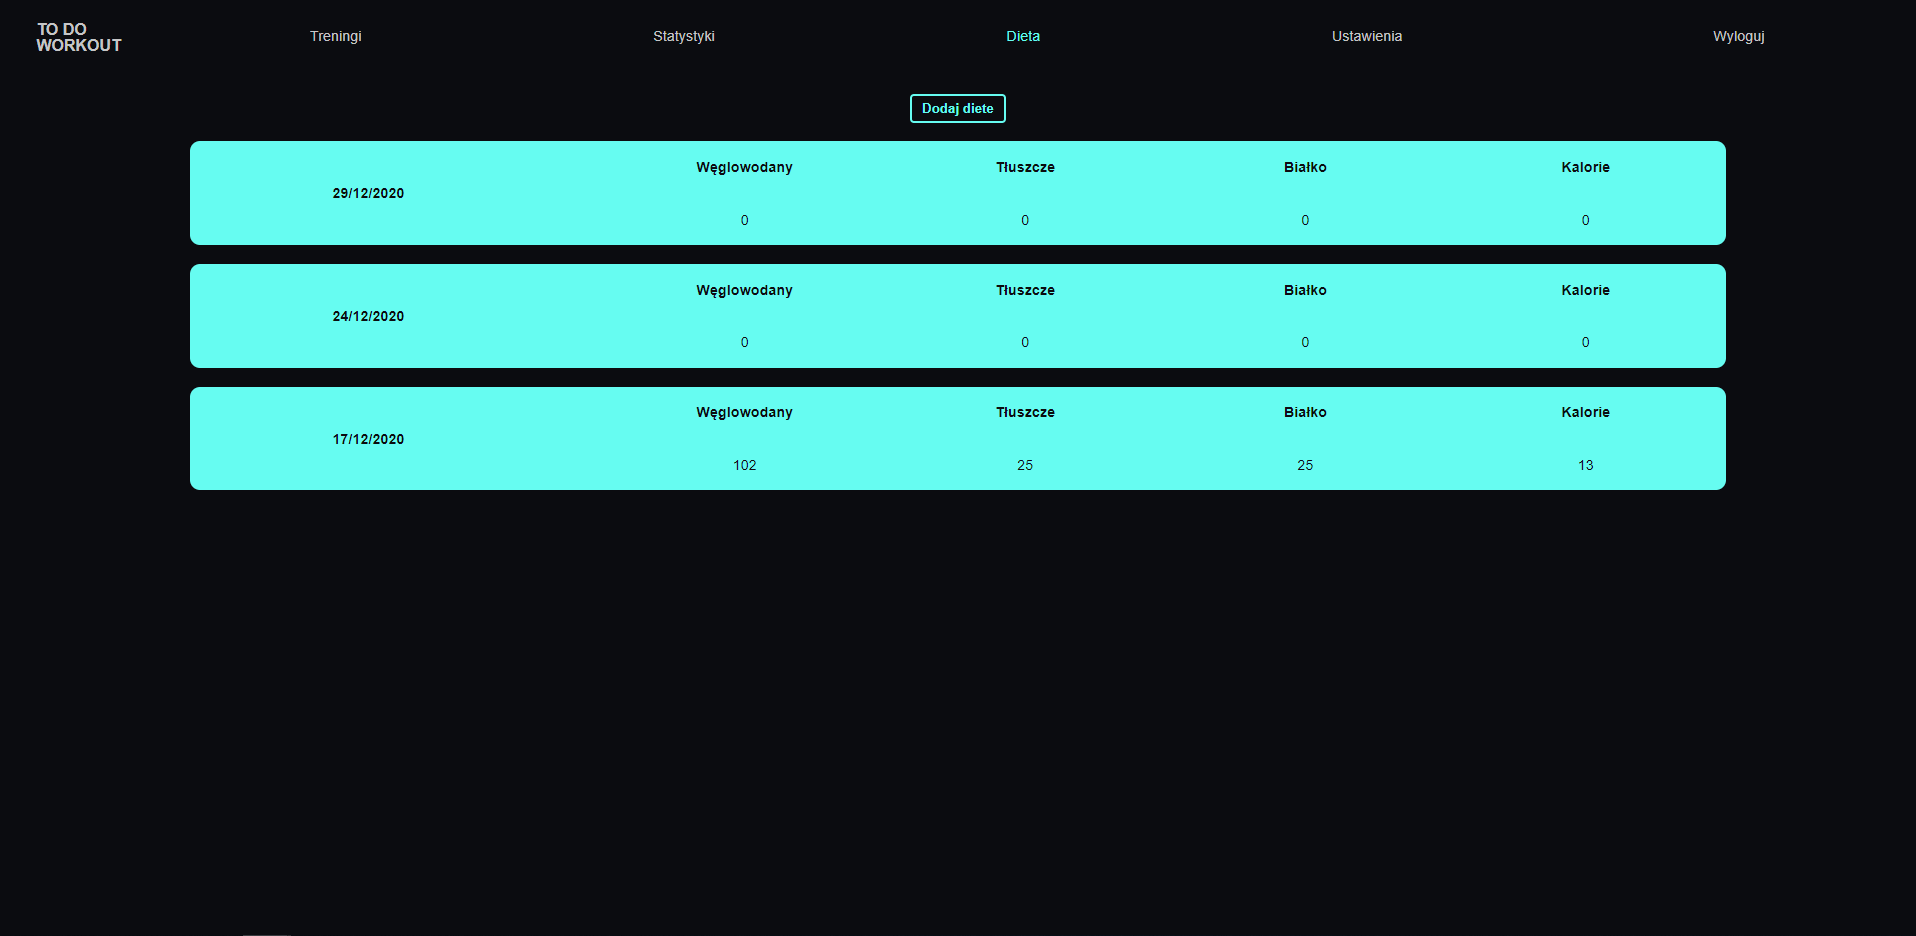 TO DO
WORKOUT
Treningi
Statystyki
Dieta
Ustawienia
Wyloguj
Dodaj diete
29/12/2020
Węglowodany
Tłuszcze
Białko
Kalorie
0
0
0
0
24/12/2020
Węglowodany
Tłuszcze
Białko
Kalorie
0
0
0
0
17/12/2020
Węglowodany
Tłuszcze
Białko
Kalorie
102
25
25
13